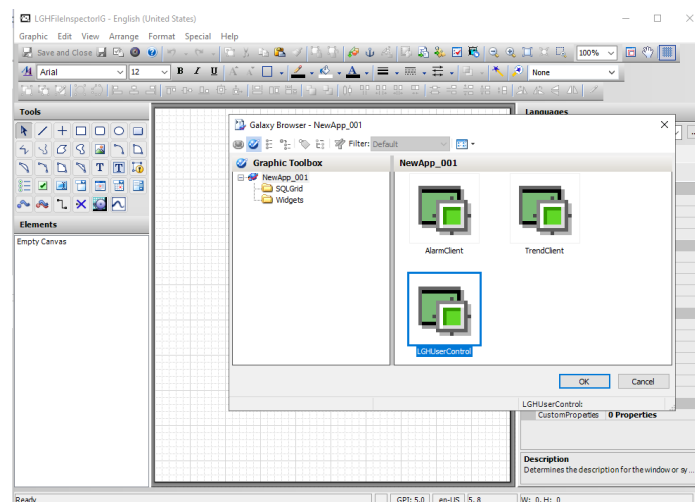 LGHFileInspectorIG - English (United States)
Graphic Edit View Arrange Format Special Help
Save and Close 100%
Arial 12 B I U A None
Tools
Languages
T T
Elements
Empty Canvas
Galaxy Browser - NewApp_001
Filter: Default
Graphic Toolbox
NewApp_001
NewApp_001
SQLGrid
Widgets
AlarmClient TrendClient
LGHUserControl
OK Cancel
LGHUserControl:
CustomProperties 0 Properties
Description
Determines the description for the window or sy...
Ready GPI: 5.0 en-US 5, 8 W: 0, H: 0